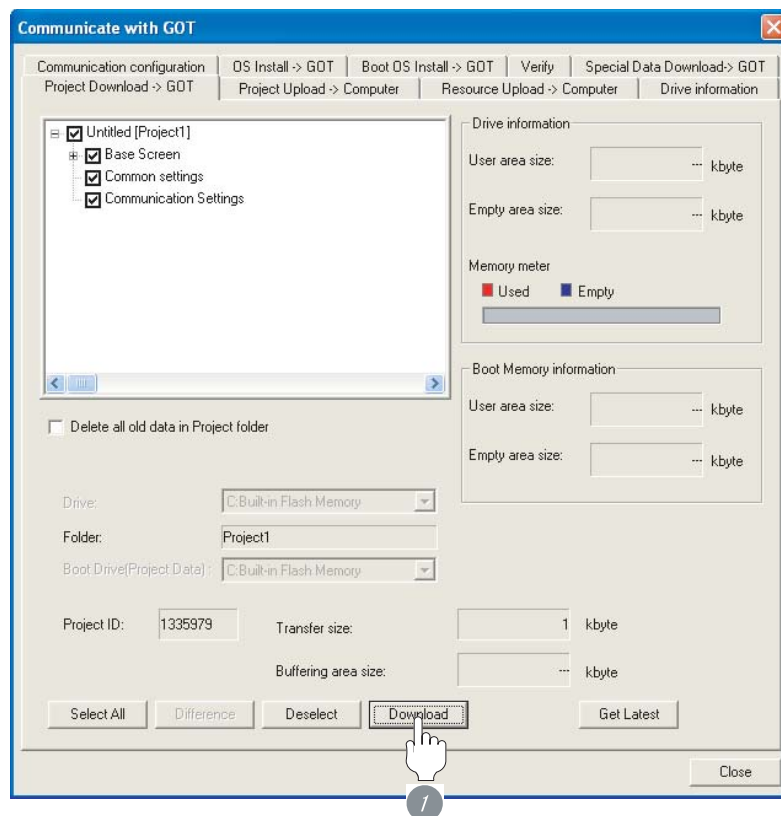 Communicate with GOT
Communication configuration OS Install -> GOT Boot OS Install -> GOT Verify Special Data Download-> GOT
Project Download -> GOT Project Upload -> Computer Resource Upload -> Computer Drive information
Untitled [Project1]
Base Screen
Common settings
Communication Settings
Drive information
User area size: --- kbyte
Empty area size: --- kbyte
Memory meter
Used Empty
Boot Memory information
User area size: --- kbyte
Empty area size: --- kbyte
Delete all old data in Project folder
Drive: C:Built-in Flash Memory
Folder: Project1
Boot Drive(Project Data) : C:Built-in Flash Memory
Project ID: 1335979 Transfer size: 1 kbyte
Buffering area size: --- kbyte
Select All Difference Deselect Download Get Latest
Close
1